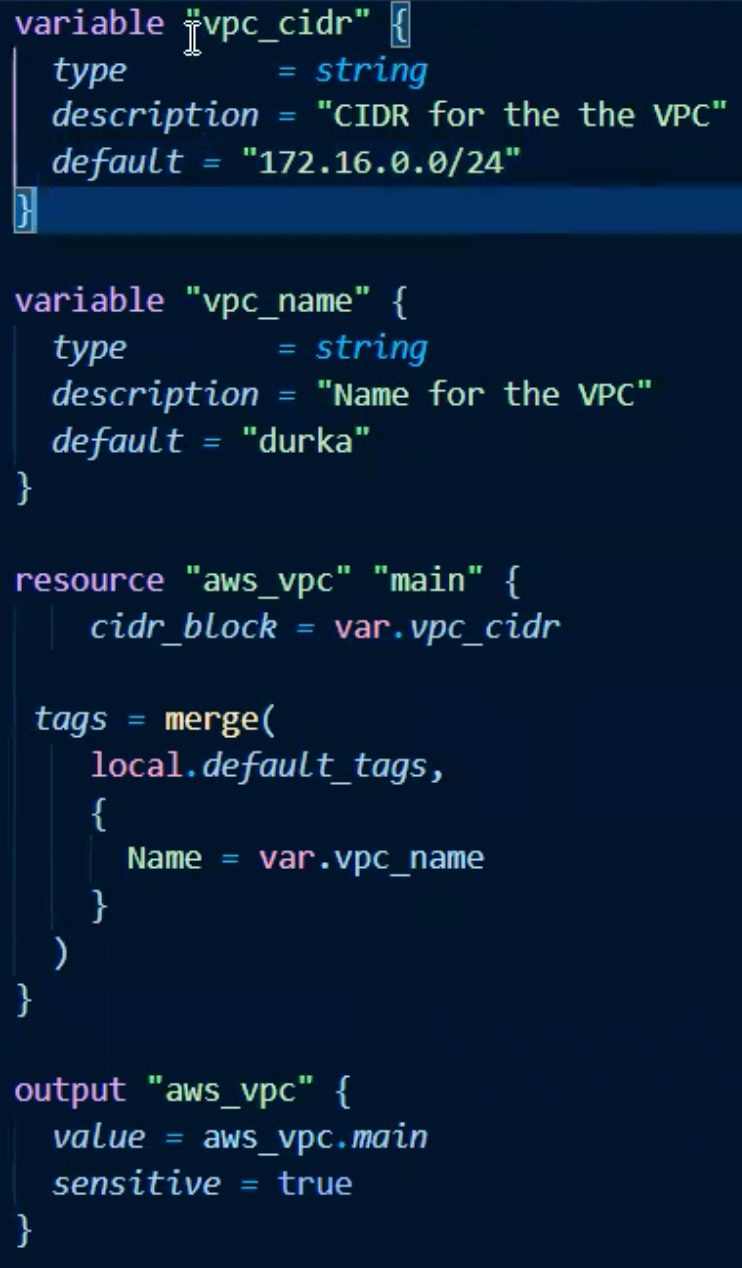 variable "vpc_cidr" {
  type        = string
  description = "CIDR for the the VPC"
  default = "172.16.0.0/24"
}

variable "vpc_name" {
  type        = string
  description = "Name for the VPC"
  default = "durka"
}

resource "aws_vpc" "main" {
    cidr_block = var.vpc_cidr

 tags = merge(
    local.default_tags,
    {
      Name = var.vpc_name
    }
  )
}

output "aws_vpc" {
  value = aws_vpc.main
  sensitive = true
}